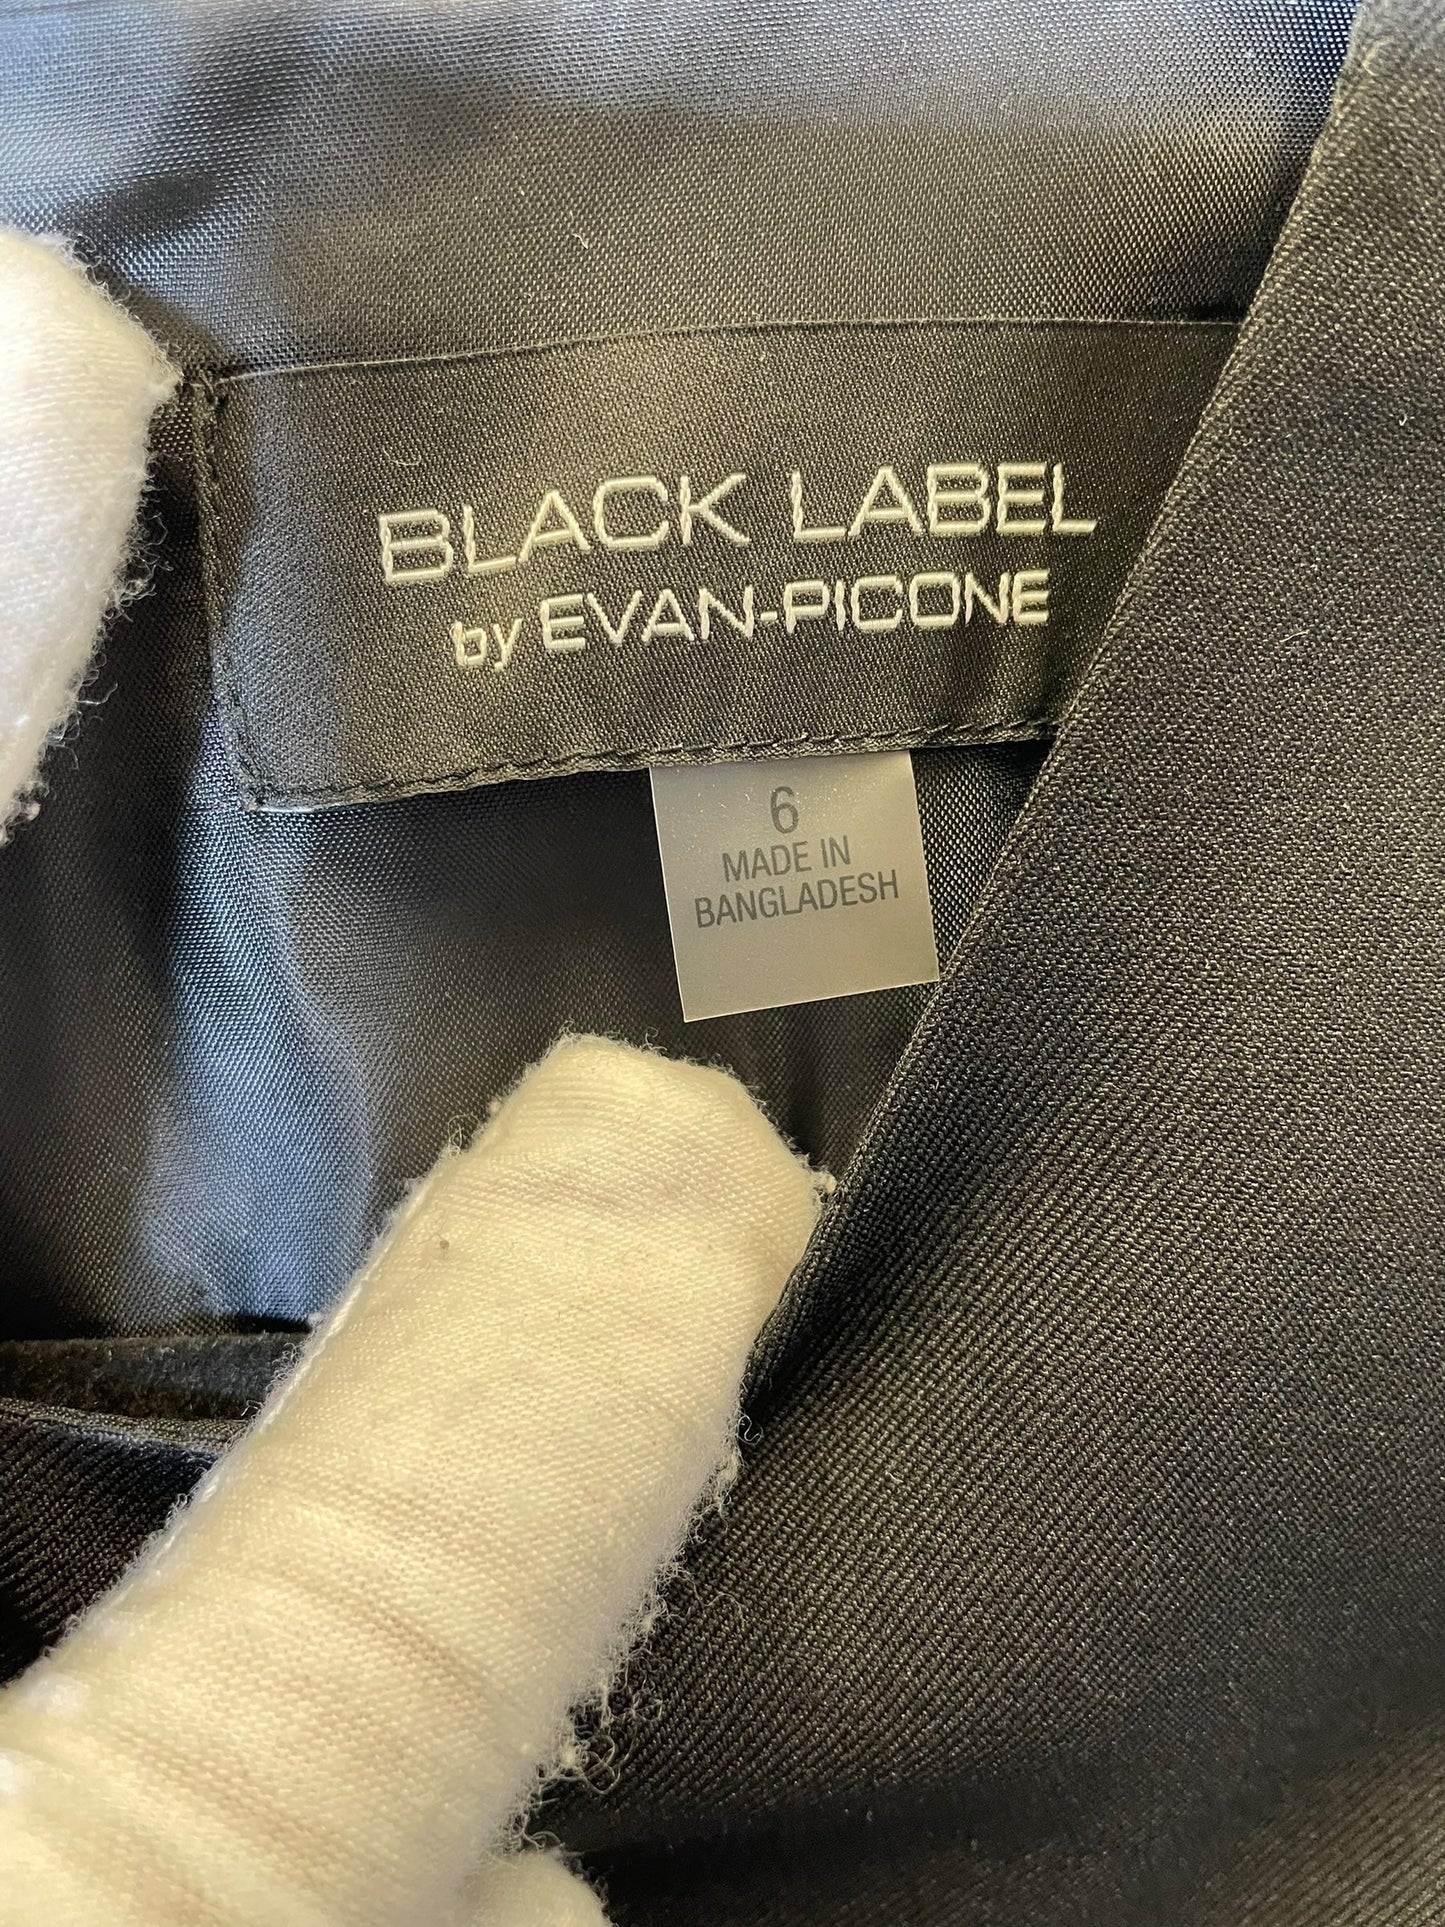 BLACK LABEL
by EVAN-PICONE
6
MADE IN
BANGLADESH